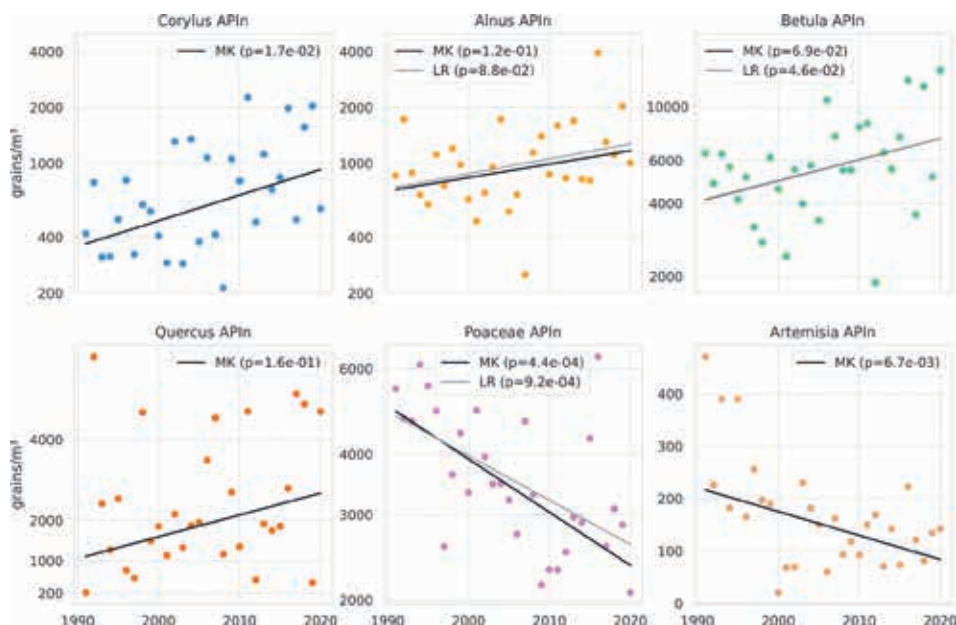 Corylus APIn
MK (p=1.7e-02)
4000
2000
1000
400
200
grains/m³
Alnus APIn
MK (p=1.2e-01)
LR (p=8.8e-02)
4000
2000
1000
400
200
Betula APIn
MK (p=6.9e-02)
LR (p=4.6e-02)
10000
6000
4000
2000
Quercus APIn
MK (p=1.6e-01)
4000
2000
1000
200
grains/m³
1990 2000 2010 2020
Poaceae APIn
MK (p=4.4e-04)
LR (p=9.2e-04)
6000
4000
3000
2000
1990 2000 2010 2020
Artemisia APIn
MK (p=6.7e-03)
400
300
200
100
0
1990 2000 2010 2020